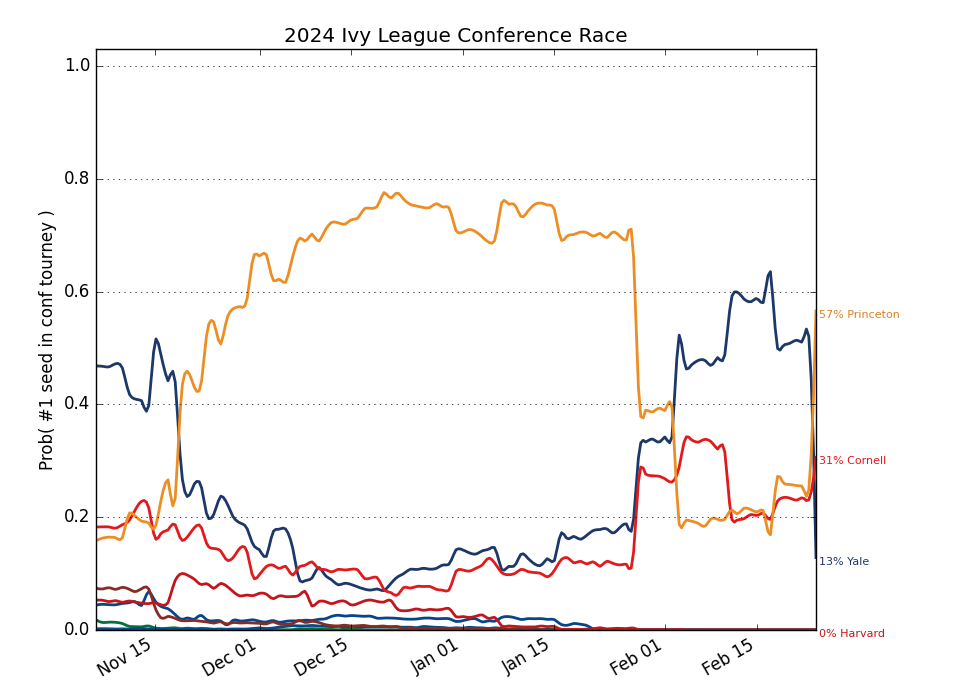 2024 Ivy League Conference Race
Prob( #1 seed in conf tourney )
1.0
0.8
0.6
0.4
0.2
0.0
Nov 15
Dec 01
Dec 15
Jan 01
Jan 15
Feb 01
Feb 15
57% Princeton
31% Cornell
13% Yale
0% Harvard